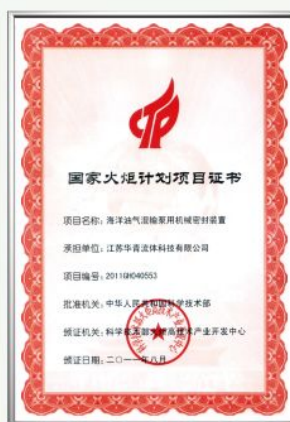 国家火炬计划项目证书
项目名称：海洋油气混输泵用机械密封装置
承担单位：江苏华青流体科技有限公司
项目编号：2011GH040553
批准机关：中华人民共和国科学技术部
颁证机关：科学技术部火炬高技术产业开发中心
颁证日期：二〇一一年八月